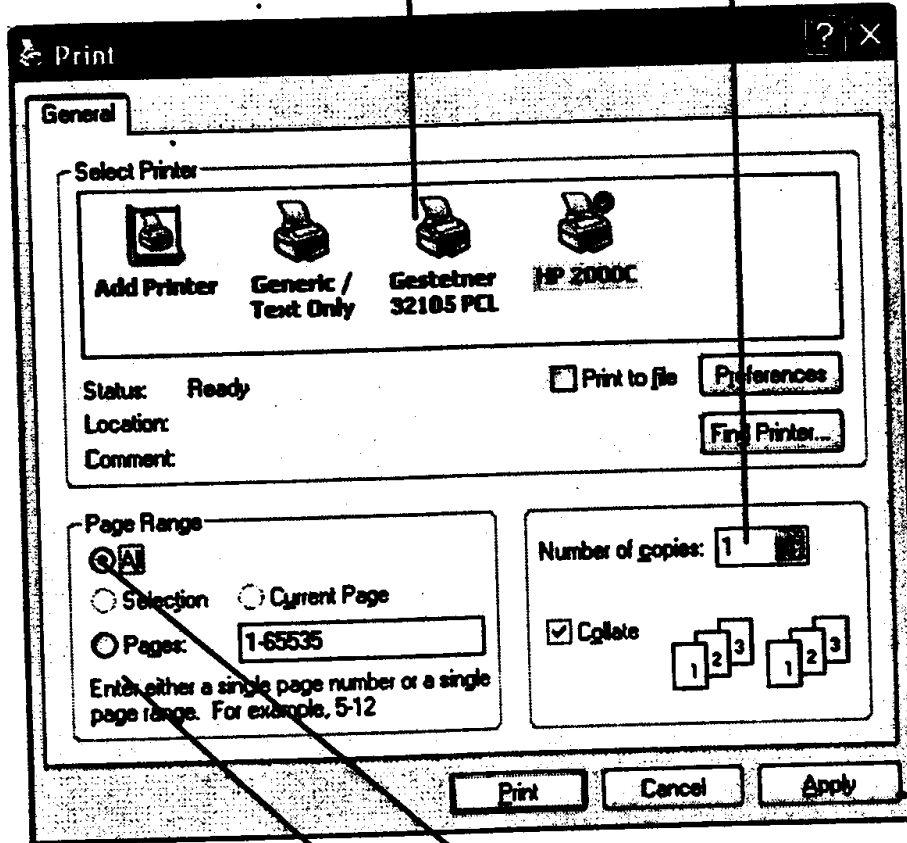 Print
General
Select Printer
Add Printer
Generic /
Text Only
Gestetner
32105 PCL
HP 2000C
Status: Ready
Print to file
Preferences
Location:
Find Printer...
Comment:
Page Range
All
Selection
Current Page
Pages: 1-65535
Enter either a single page number or a single
page range. For example, 5-12
Number of copies: 1
Collate
1 2 3 1 2 3
Print
Cancel
Apply